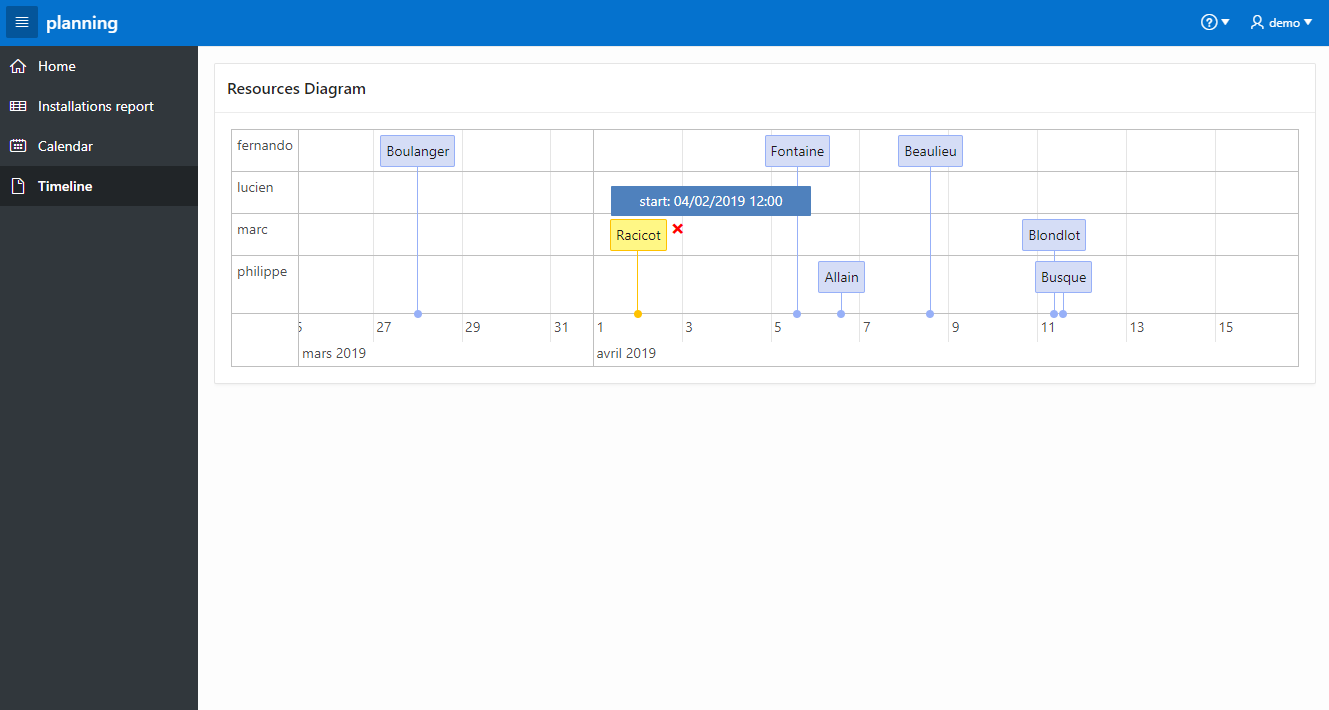 planning
demo
Home
Installations report
Calendar
Timeline
Resources Diagram
fernando Boulanger Fontaine Beaulieu
lucien
start: 04/02/2019 12:00
marc Racicot Blondlot
philippe Allain Busque
27 29 31 1 3 5 7 9 11 13 15
mars 2019 avril 2019